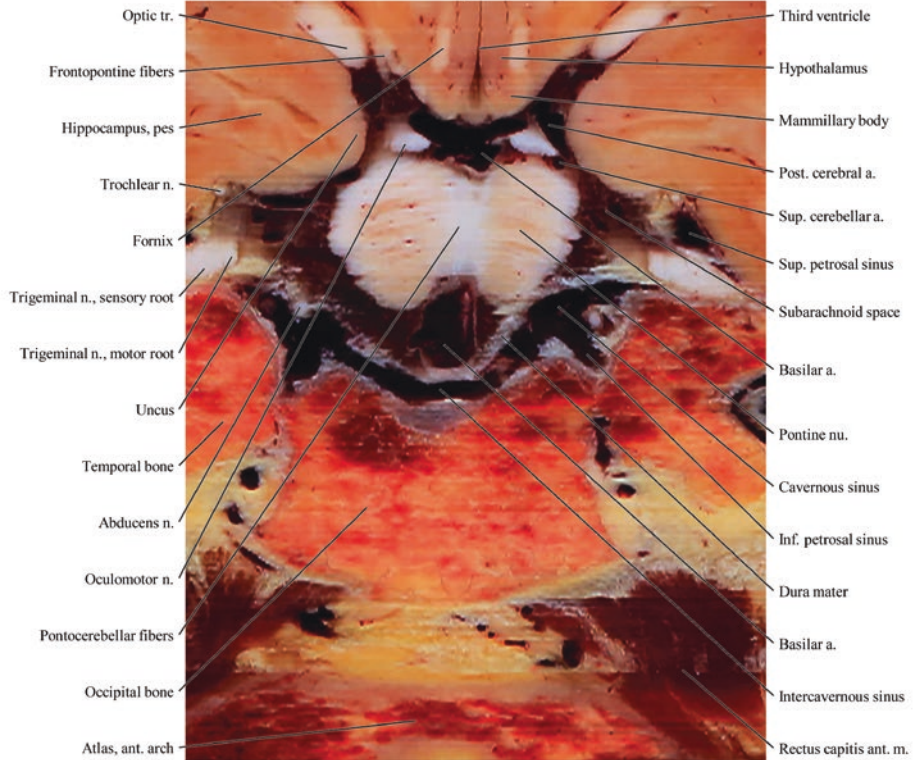 Optic tr.
Frontopontine fibers
Hippocampus, pes
Trochlear n.
Fornix
Trigeminal n., sensory root
Trigeminal n., motor root
Uncus
Temporal bone
Abducens n.
Oculomotor n.
Pontocerebellar fibers
Occipital bone
Atlas, ant. arch
Third ventricle
Hypothalamus
Mammillary body
Post. cerebral a.
Sup. cerebellar a.
Sup. petrosal sinus
Subarachnoid space
Basilar a.
Pontine nu.
Cavernous sinus
Inf. petrosal sinus
Dura mater
Basilar a.
Intercavernous sinus
Rectus capitis ant. m.